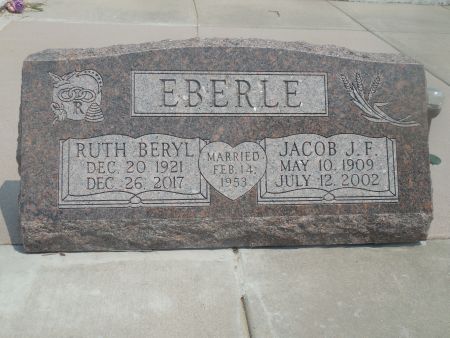 EBERLE
R
RUTH BERYL
DEC. 20 1921
DEC. 26 2017
MARRIED
FEB. 14,
1953
JACOB J. F.
MAY 10, 1909
JULY 12, 2002